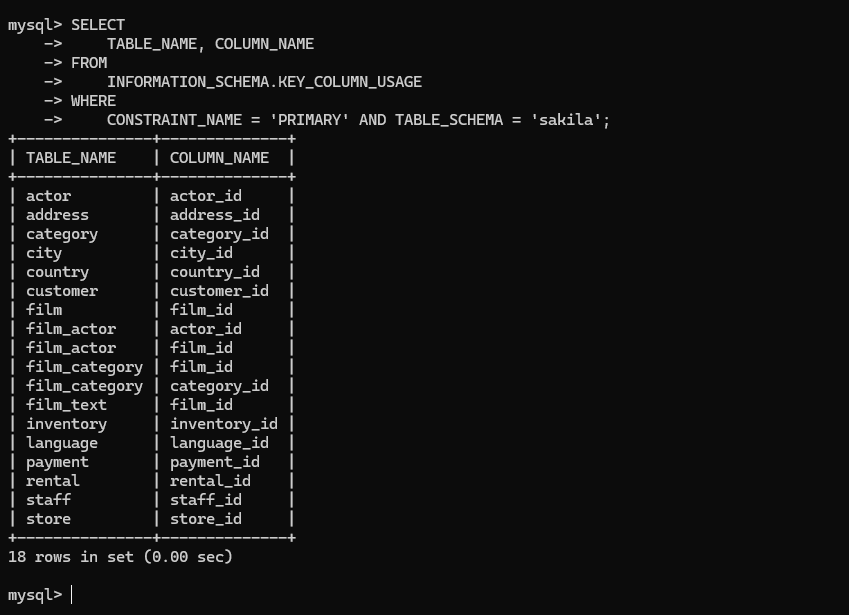 mysql> SELECT
    ->     TABLE_NAME, COLUMN_NAME
    -> FROM
    ->     INFORMATION_SCHEMA.KEY_COLUMN_USAGE
    -> WHERE
    ->     CONSTRAINT_NAME = 'PRIMARY' AND TABLE_SCHEMA = 'sakila';
+---------------+--------------+
| TABLE_NAME    | COLUMN_NAME  |
+---------------+--------------+
| actor         | actor_id     |
| address       | address_id   |
| category      | category_id  |
| city          | city_id      |
| country       | country_id   |
| customer      | customer_id  |
| film          | film_id      |
| film_actor    | actor_id     |
| film_actor    | film_id      |
| film_category | film_id      |
| film_category | category_id  |
| film_text     | film_id      |
| inventory     | inventory_id |
| language      | language_id  |
| payment       | payment_id   |
| rental        | rental_id    |
| staff         | staff_id     |
| store         | store_id     |
+---------------+--------------+
18 rows in set (0.00 sec)

mysql>